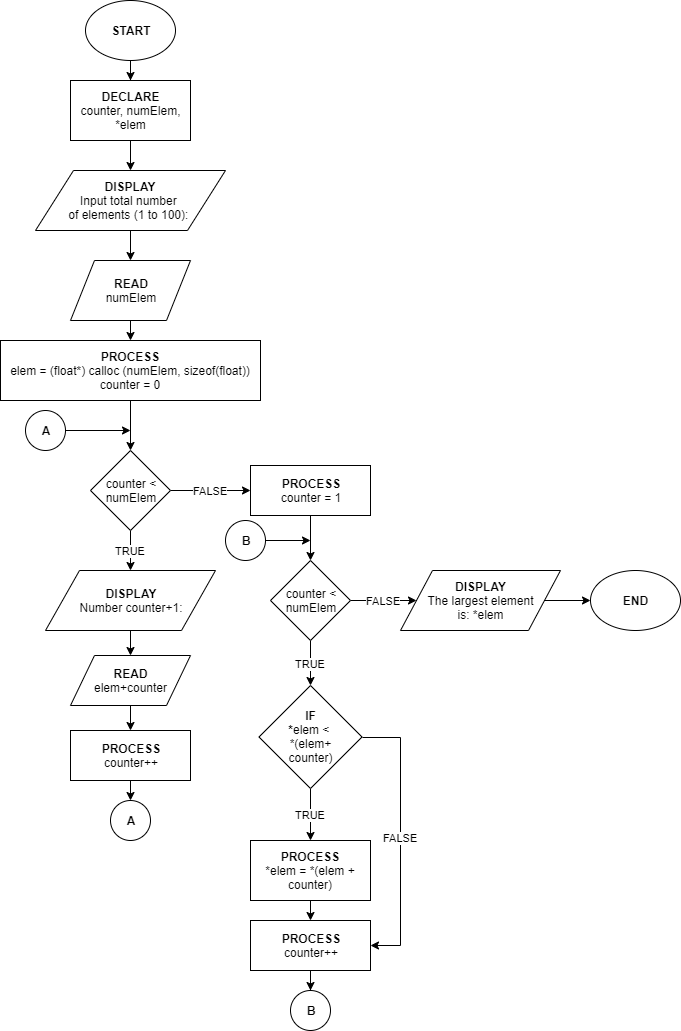 START
DECLARE
counter, numElem,
*elem
DISPLAY
Input total number
of elements (1 to 100):
READ
numElem
PROCESS
elem = (float*) calloc (numElem, sizeof(float))
counter = 0
A
counter <
numElem
FALSE
TRUE
DISPLAY
Number counter+1:
READ
elem+counter
PROCESS
counter++
A
PROCESS
counter = 1
B
counter <
numElem
FALSE
DISPLAY
The largest element
is: *elem
END
TRUE
IF
*elem <
*(elem+
counter)
TRUE
FALSE
PROCESS
*elem = *(elem +
counter)
PROCESS
counter++
B